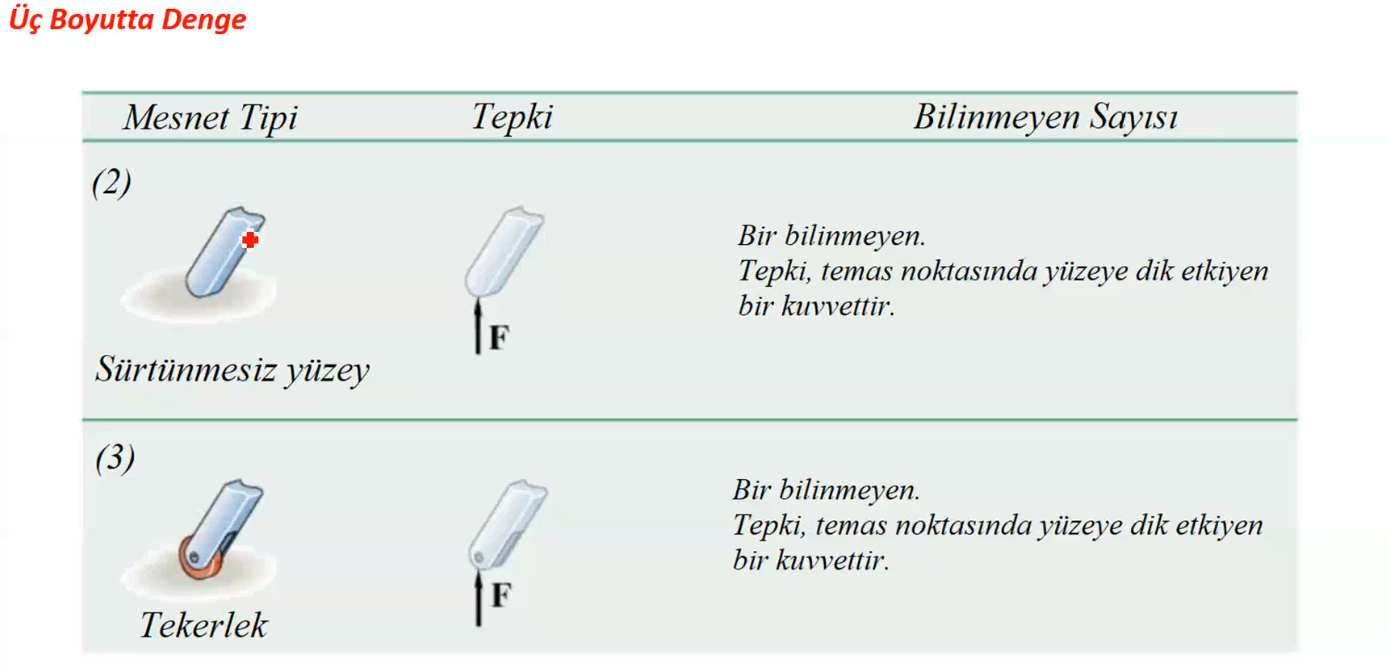 Üç Boyutta Denge
Mesnet Tipi Tepki Bilinmeyen Sayısı
(2)
Bir bilinmeyen.
Tepki, temas noktasında yüzeye dik etkiyen
bir kuvvettir.
F
Sürtünmesiz yüzey
(3)
Bir bilinmeyen.
Tepki, temas noktasında yüzeye dik etkiyen
bir kuvvettir.
F
Tekerlek